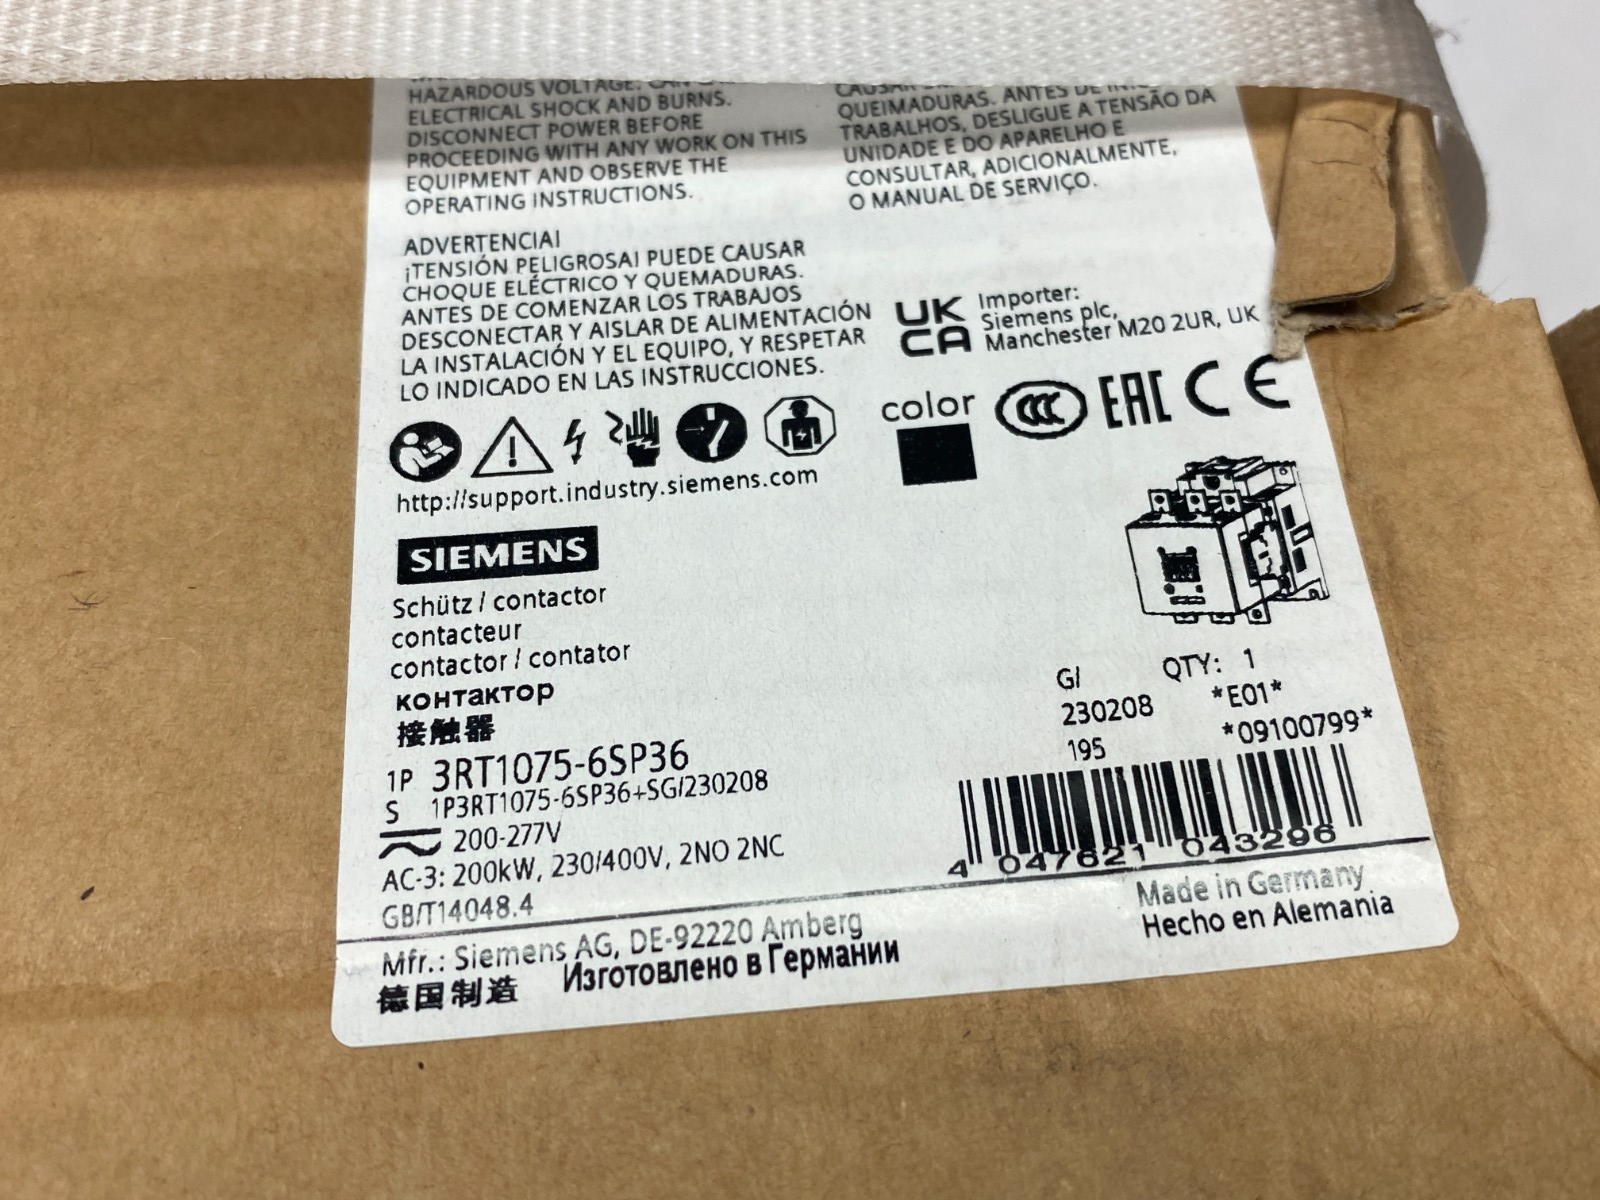 HAZARDOUS VOLTAGE.
ELECTRICAL SHOCK AND BURNS.
DISCONNECT POWER BEFORE
PROCEEDING WITH ANY WORK ON THIS
EQUIPMENT AND OBSERVE THE
OPERATING INSTRUCTIONS.
QUEIMADURAS. ANTES DE
TRABALHOS, DESLIGUE A TENSÃO DA
UNIDADE E DO APARELHO E
CONSULTAR, ADICIONALMENTE,
O MANUAL DE SERVIÇO.
ADVERTENCIA!
¡TENSIÓN PELIGROSA! PUEDE CAUSAR
CHOQUE ELÉCTRICO Y QUEMADURAS.
ANTES DE COMENZAR LOS TRABAJOS
DESCONECTAR Y AISLAR DE ALIMENTACIÓN
LA INSTALACIÓN Y EL EQUIPO, Y RESPETAR
LO INDICADO EN LAS INSTRUCCIONES.
UK
CA
Importer:
Siemens plc,
Manchester M20 2UR, UK
color
CCC EAC CE
http://support.industry.siemens.com
SIEMENS
Schütz / contactor
contacteur
contactor / contator
контактор
接触器
1P 3RT1075-6SP36
S 1P3RT1075-6SP36+SG/230208
200-277V
AC-3: 200kW, 230/400V, 2NO 2NC
GB/T14048.4
G/
230208
195
QTY: 1
*E01*
*09100799*
4 047621 043296
Made in Germany
Hecho en Alemania
Mfr.: Siemens AG, DE-92220 Amberg
德国制造 Изготовлено в Германии